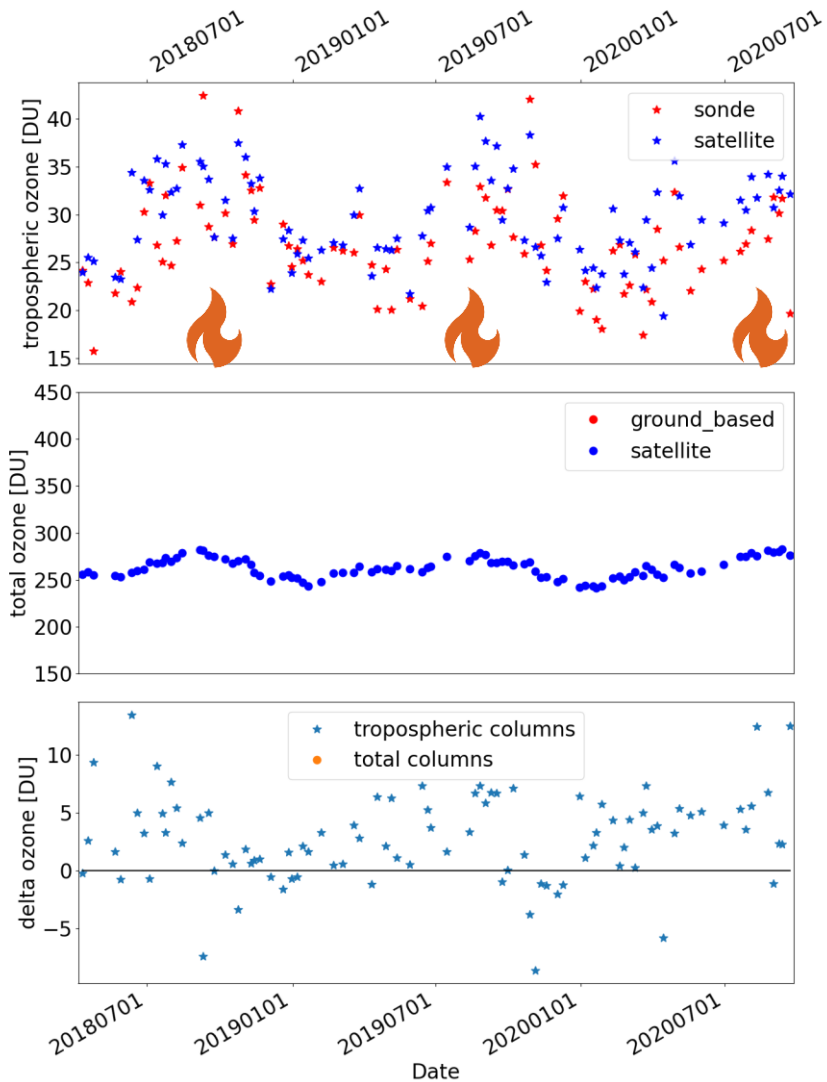 20180701
20190101
20190701
20200101
20200701
tropospheric ozone [DU]
40
35
30
25
20
15
sonde
satellite
total ozone [DU]
450
400
350
300
250
200
150
ground_based
satellite
delta ozone [DU]
10
5
0
−5
tropospheric columns
total columns
20180701
20190101
20190701
20200101
20200701
Date